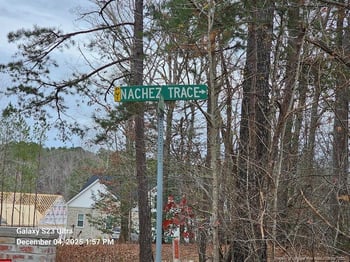 NACHEZ TRACE
Galaxy S23 Ultra
December 04, 2025 1:57 PM